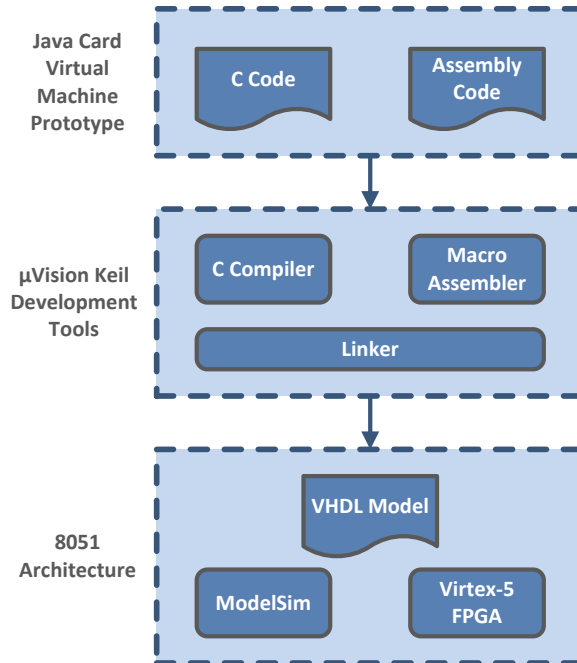 Java Card
Virtual
Machine
Prototype
C Code
Assembly
Code
µVision Keil
Development
Tools
C Compiler
Macro
Assembler
Linker
8051
Architecture
VHDL Model
ModelSim
Virtex-5
FPGA